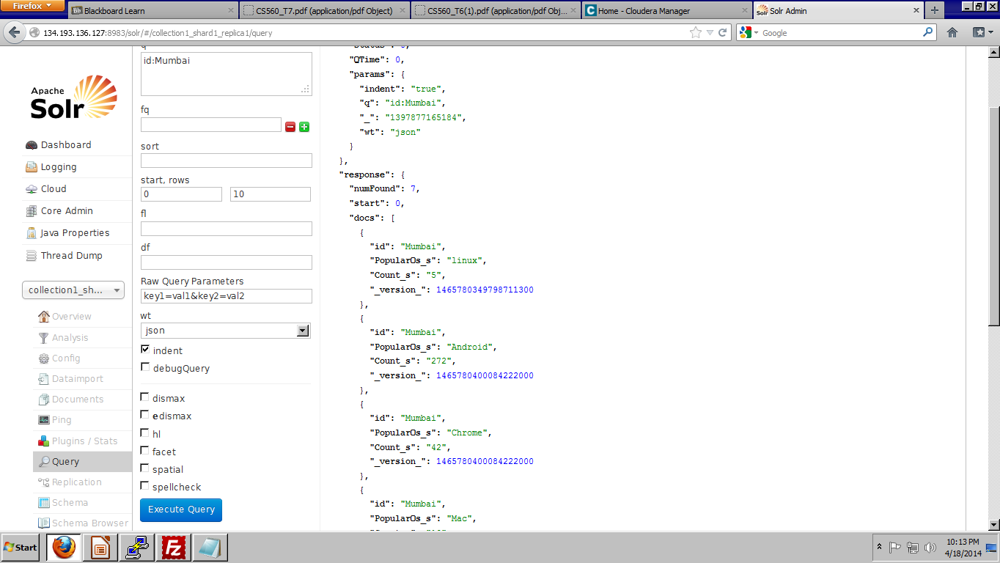 Firefox
Blackboard Learn
CS560_T7.pdf (application/pdf Object)
CS560_T6(1).pdf (application/pdf Obj...
Home - Cloudera Manager
Solr Admin
134.193.136.127:8983/solr/#/collection1_shard1_replica1/query
Google
Apache
Solr
Dashboard
Logging
Cloud
Core Admin
Java Properties
Thread Dump
collection1_sh...
Overview
Analysis
Config
Dataimport
Documents
Ping
Plugins / Stats
Query
Replication
Schema
Schema Browser
id:Mumbai
fq
sort
start, rows
0 10
fl
df
Raw Query Parameters
key1=val1&key2=val2
wt
json
indent
debugQuery
dismax
edismax
hl
facet
spatial
spellcheck
Execute Query
"QTime": 0,
"params": {
"indent": "true",
"q": "id:Mumbai",
"_": "1397877165184",
"wt": "json"
}
},
"response": {
"numFound": 7,
"start": 0,
"docs": [
{
"id": "Mumbai",
"PopularOs_s": "linux",
"Count_s": "5",
"_version_": 1465780349798711300
},
{
"id": "Mumbai",
"PopularOs_s": "Android",
"Count_s": "272",
"_version_": 1465780400084222000
},
{
"id": "Mumbai",
"PopularOs_s": "Chrome",
"Count_s": "42",
"_version_": 1465780400084222000
},
{
"id": "Mumbai",
"PopularOs_s": "Mac",
Start
10:13 PM
4/18/2014